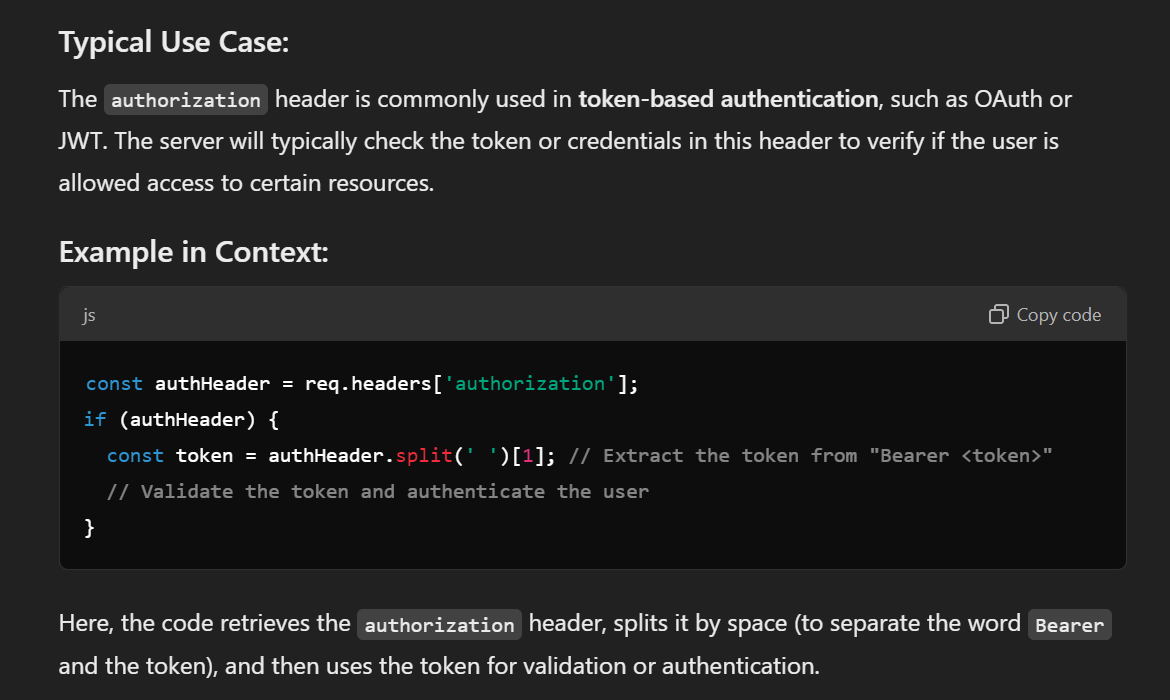 Typical Use Case:
The authorization header is commonly used in token-based authentication, such as OAuth or
JWT. The server will typically check the token or credentials in this header to verify if the user is
allowed access to certain resources.
Example in Context:
js Copy code
const authHeader = req.headers['authorization'];
if (authHeader) {
  const token = authHeader.split(' ')[1]; // Extract the token from "Bearer <token>"
  // Validate the token and authenticate the user
}
Here, the code retrieves the authorization header, splits it by space (to separate the word Bearer
and the token), and then uses the token for validation or authentication.